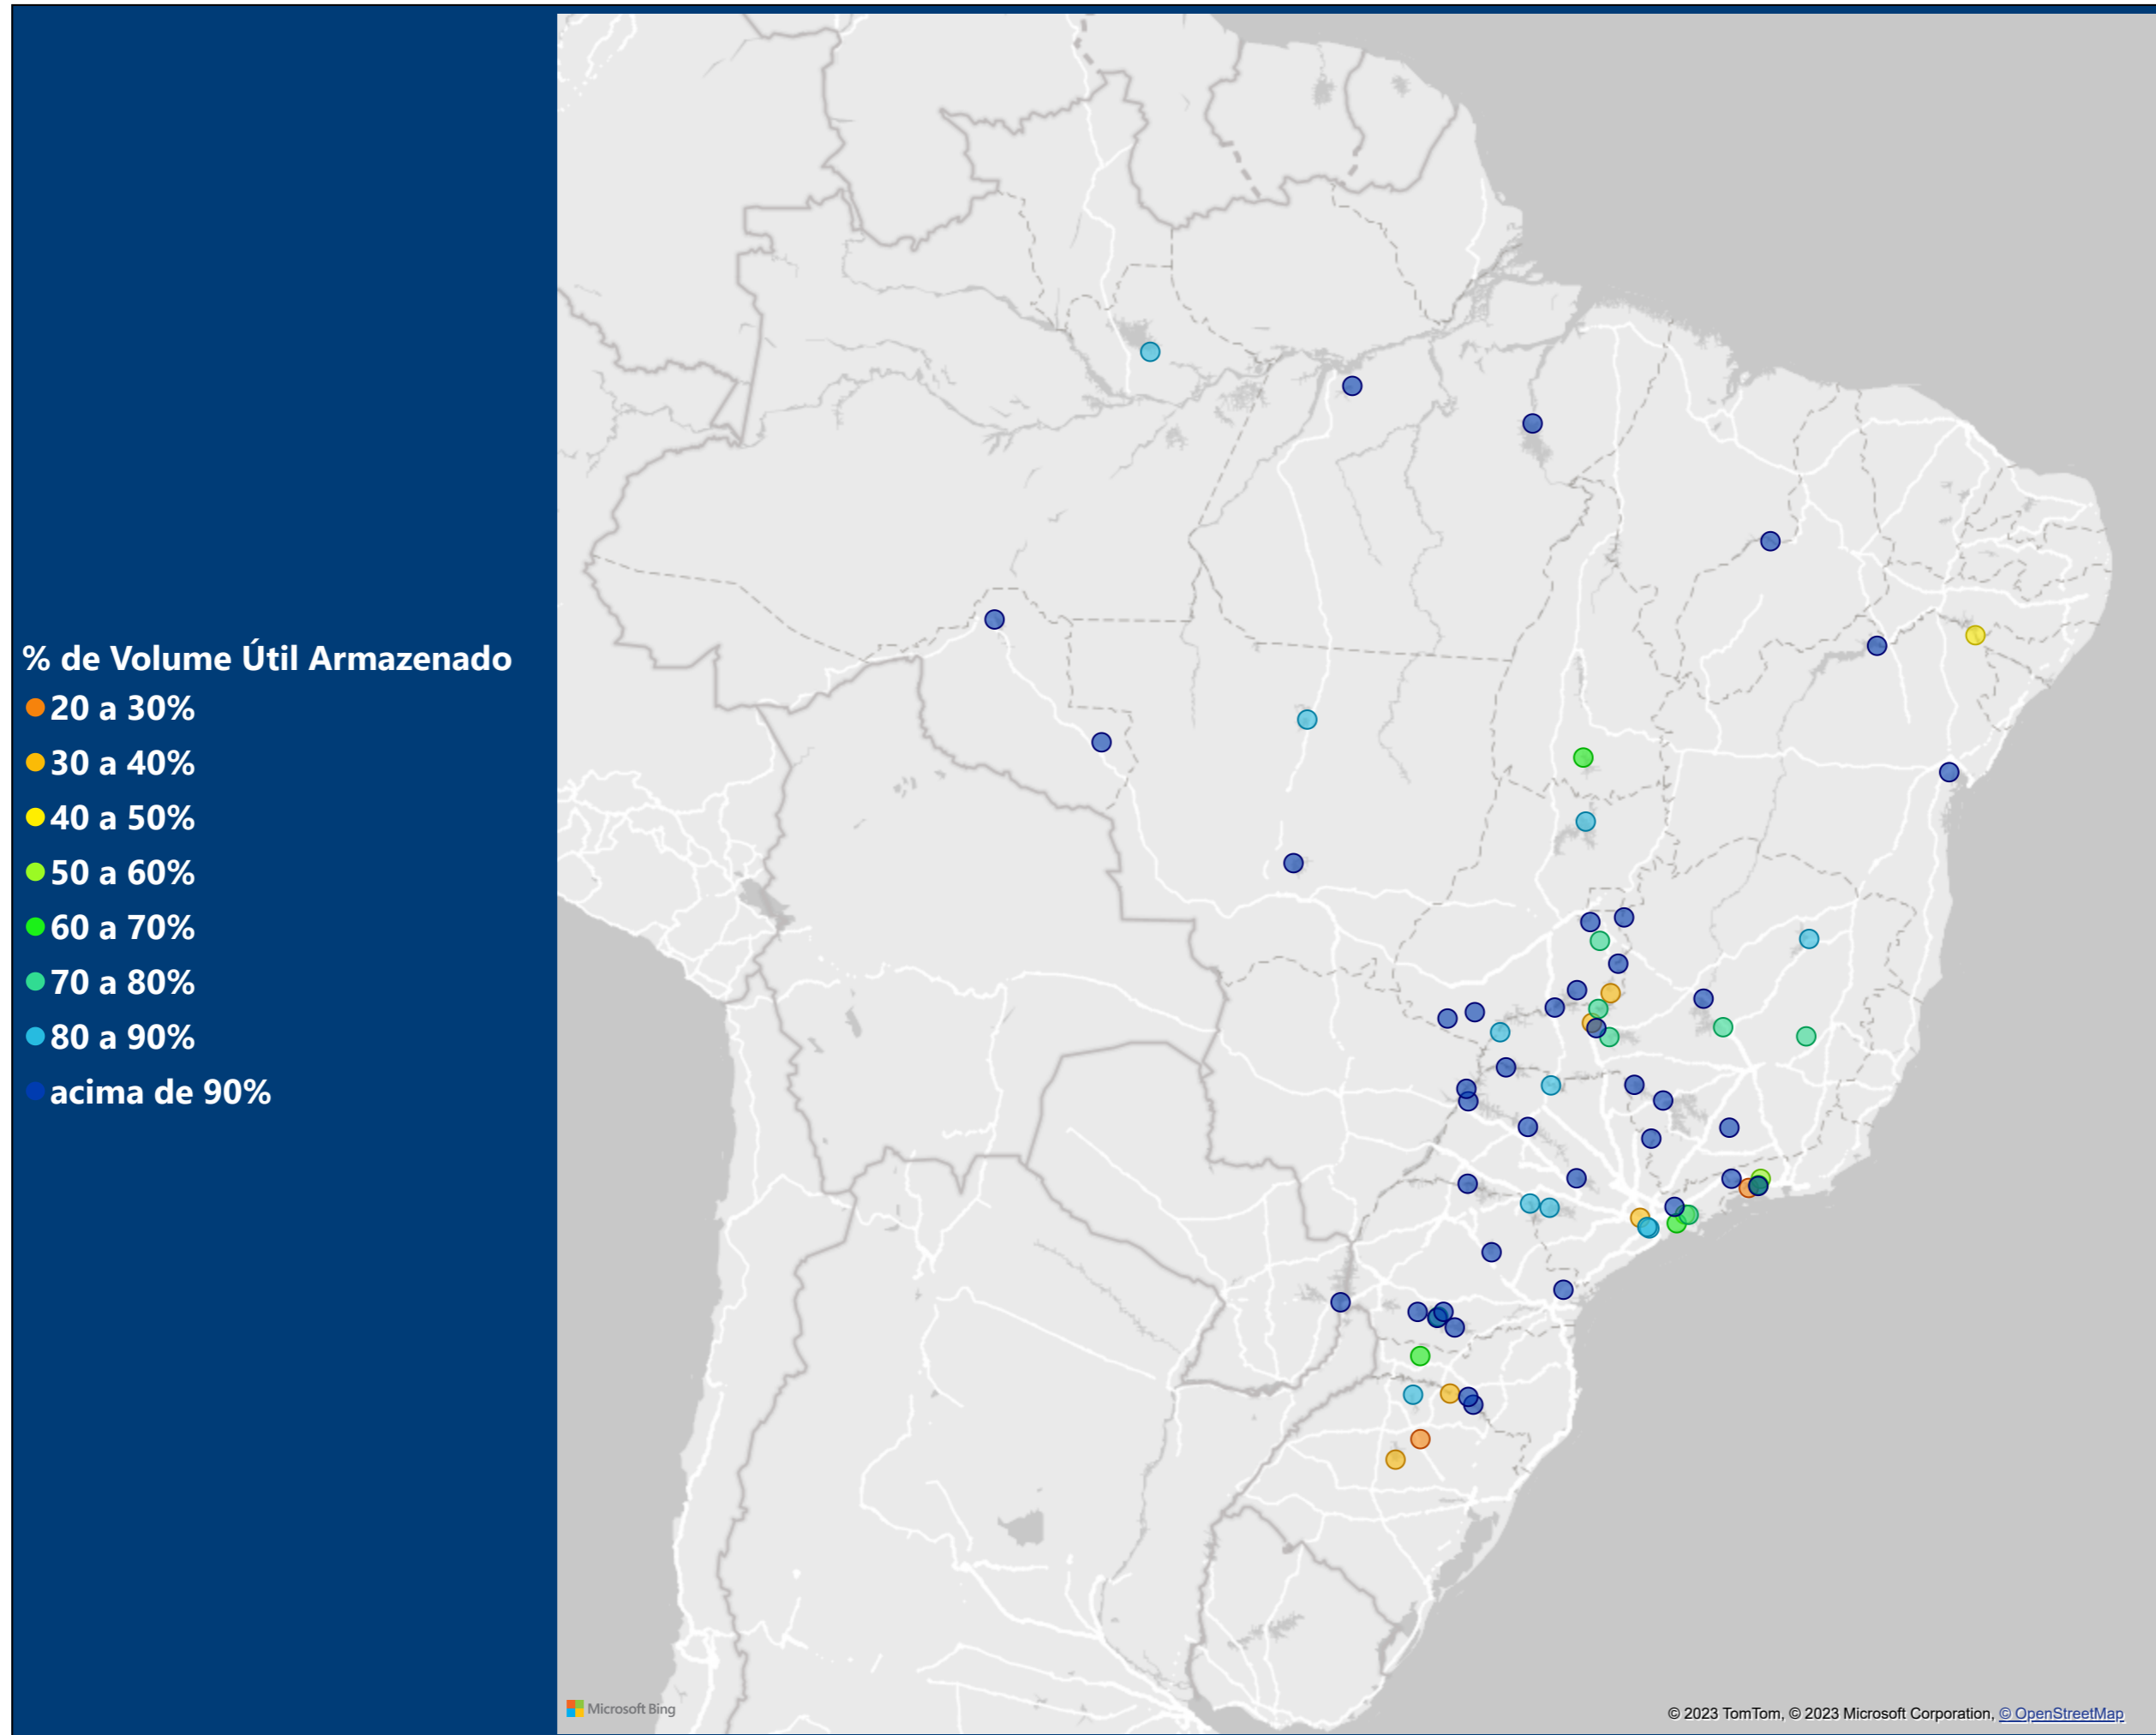 % de Volume Útil Armazenado
20 a 30%
30 a 40%
40 a 50%
50 a 60%
60 a 70%
70 a 80%
80 a 90%
acima de 90%
Microsoft Bing
© 2023 TomTom, © 2023 Microsoft Corporation, © OpenStreetMap